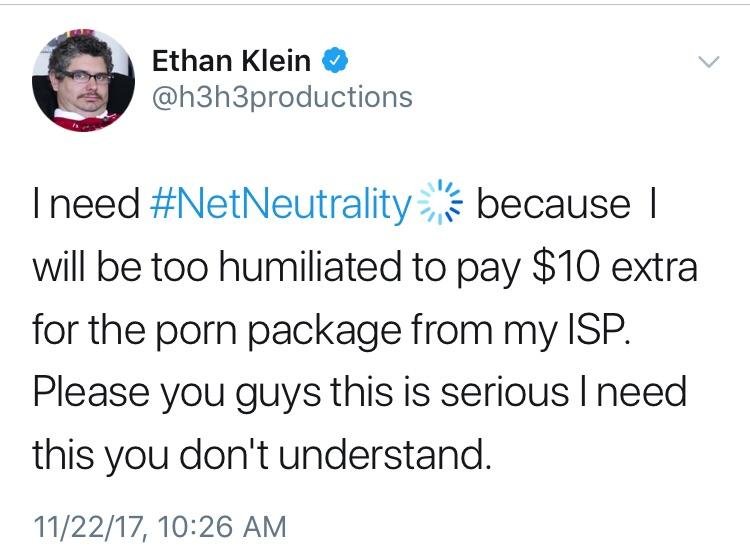 Ethan Klein
@h3h3productions
I need #NetNeutrality because I
will be too humiliated to pay $10 extra
for the porn package from my ISP.
Please you guys this is serious I need
this you don't understand.
11/22/17, 10:26 AM